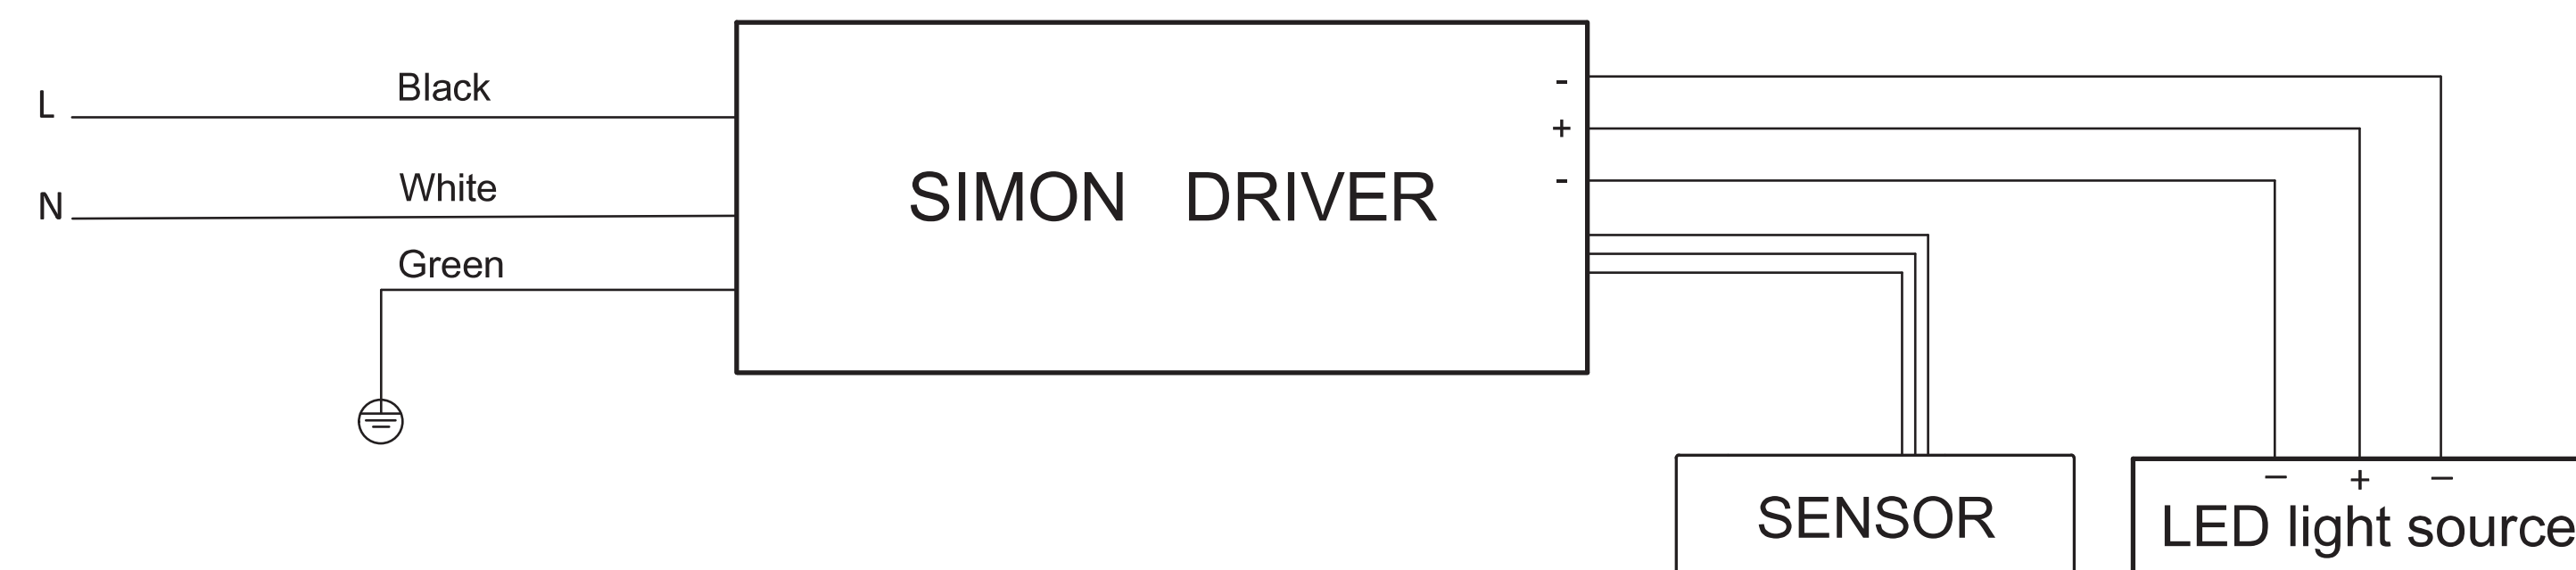 L
Black
N
White
Green
SIMON DRIVER
-
+
-
SENSOR
– + –
LED light source